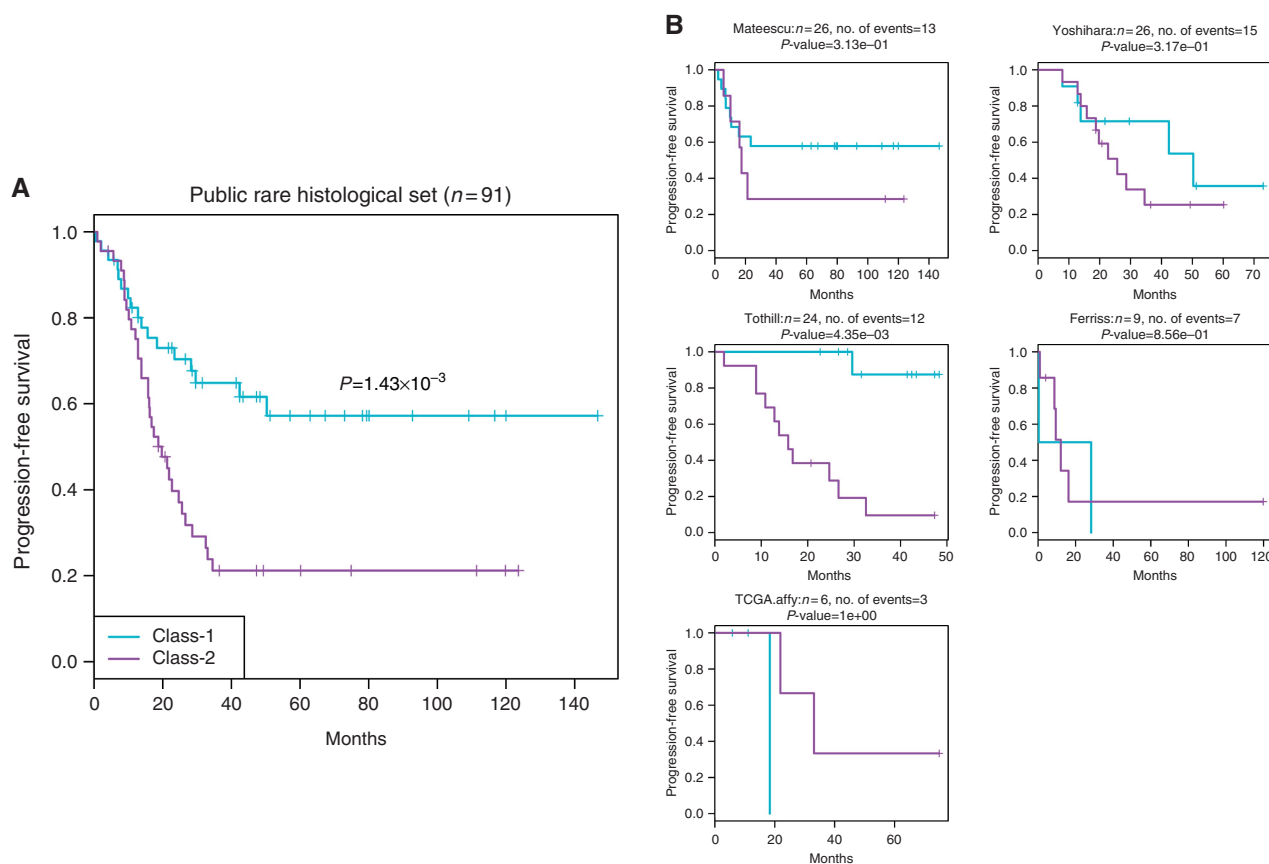 A
Public rare histological set (n=91)
Progression-free survival
1.0
0.8
0.6
0.4
0.2
0.0
P=1.43×10−3
Class-1
Class-2
0 20 40 60 80 100 120 140
Months
B
Mateescu:n=26, no. of events=13
P-value=3.13e–01
Progression-free survival
1.0
0.8
0.6
0.4
0.2
0.0
0 20 40 60 80 100 120 140
Months
Yoshihara:n=26, no. of events=15
P-value=3.17e–01
Progression-free survival
1.0
0.8
0.6
0.4
0.2
0.0
0 10 20 30 40 50 60 70
Months
Tothill:n=24, no. of events=12
P-value=4.35e–03
Progression-free survival
1.0
0.8
0.6
0.4
0.2
0.0
0 10 20 30 40 50
Months
Ferriss:n=9, no. of events=7
P-value=8.56e–01
Progression-free survival
1.0
0.8
0.6
0.4
0.2
0.0
0 20 40 60 80 100 120
Months
TCGA.affy:n=6, no. of events=3
P-value=1e+00
Progression-free survival
1.0
0.8
0.6
0.4
0.2
0.0
0 20 40 60
Months